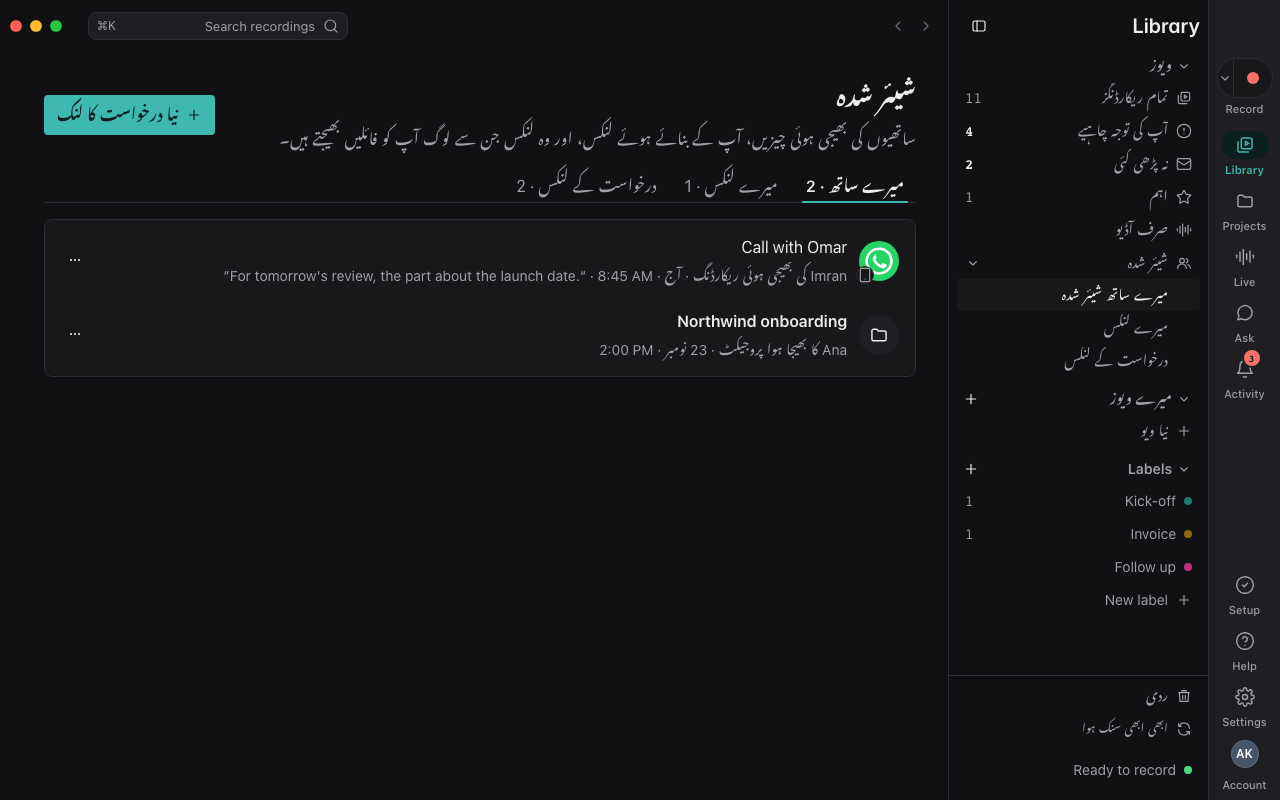 ⌘K
Search recordings
شیئر شدہ
ساتھیوں کی بھیجی ہوئی چیزیں، آپ کے بنائے ہوئے لنکس، اور وہ لنکس جن سے لوگ آپ کو فائلیں بھیجتے ہیں۔
+ نیا درخواست کا لنک
میرے ساتھ · 2
میرے لنکس · 1
درخواست کے لنکس · 2
Call with Omar
Imran کی بھیجی ہوئی ریکارڈنگ · آج · 8:45 AM · “For tomorrow's review, the part about the launch date.”
...
Northwind onboarding
Ana کا بھیجا ہوا پروجیکٹ · 23 نومبر · 2:00 PM
...
Library
ویوز
تمام ریکارڈنگز 11
آپ کی توجہ چاہیے 4
نہ پڑھی گئی 2
اہم 1
صرف آڈیو
شیئر شدہ
میرے ساتھ شیئر شدہ
میرے لنکس
درخواست کے لنکس
میرے ویوز +
+ نیا ویو
Labels +
Kick-off 1
Invoice 1
Follow up
+ New label
ردی
ابھی ابھی سنک ہوا
Ready to record
Record
Library
Projects
Live
Ask
3
Activity
Setup
Help
Settings
AK
Account